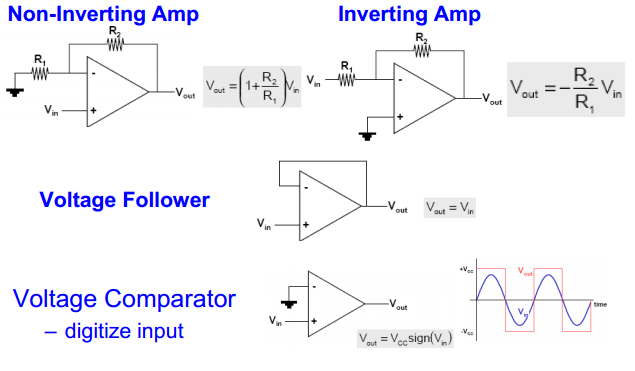 Non-Inverting Amp
R₂
R₁
-
+
Vin
Vout
Vout = (1+ R₂/R₁) Vin
Inverting Amp
R₂
R₁
Vin
-
+
Vout
Vout = - R₂/R₁ Vin
Voltage Follower
-
+
Vin
Vout
Vout = Vin
Voltage Comparator
– digitize input
-
+
Vin
Vout
Vout = Vcc sign(Vin)
+Vcc
Vout
Vin
time
-Vcc